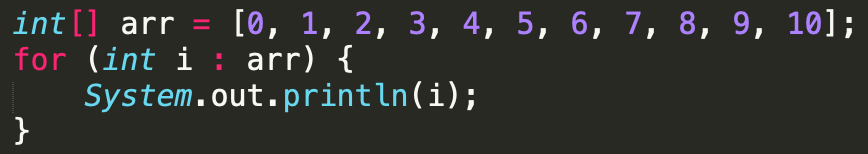 int[] arr = [0, 1, 2, 3, 4, 5, 6, 7, 8, 9, 10];
for (int i : arr) {
    System.out.println(i);
}